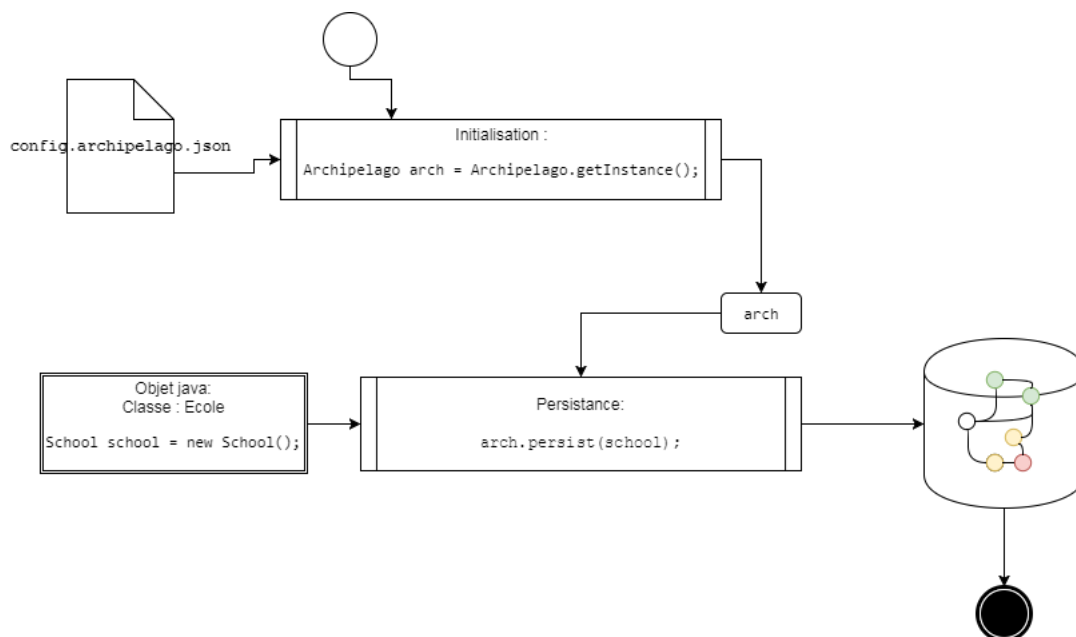 config.archipelago.json
Initialisation :
Archipelago arch = Archipelago.getInstance();
arch
Objet java:
Classe : Ecole
School school = new School();
Persistance:
arch.persist(school);